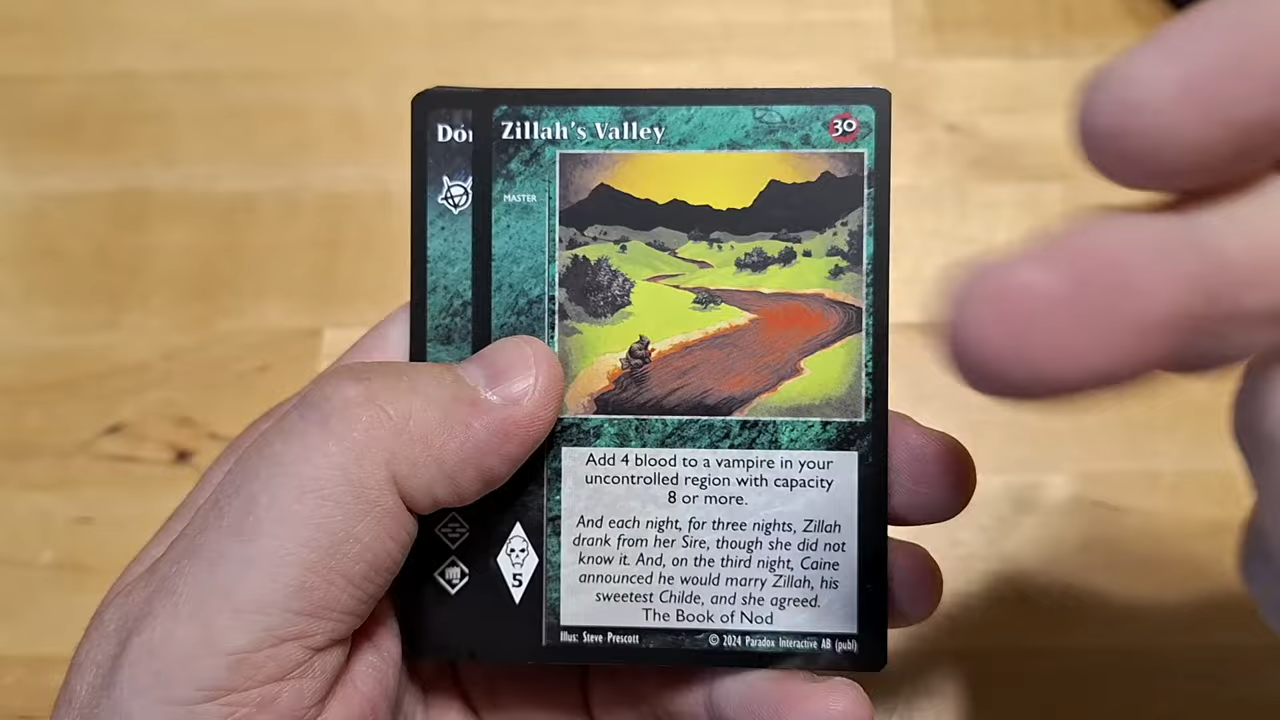 Zillah's Valley
30
MASTER
Add 4 blood to a vampire in your
uncontrolled region with capacity
8 or more.
And each night, for three nights, Zillah
drank from her Sire, though she did not
know it. And, on the third night, Caine
announced he would marry Zillah, his
sweetest Childe, and she agreed.
The Book of Nod
5
Illus: Steve Prescott
© 2024 Paradox Interactive AB (publ)